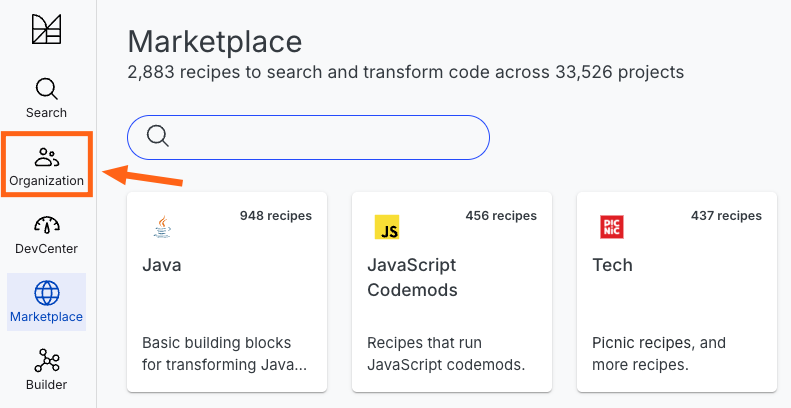 Search
Organization
DevCenter
Marketplace
Builder
Marketplace
2,883 recipes to search and transform code across 33,526 projects
948 recipes
Java
Basic building blocks
for transforming Java...
456 recipes
JS
JavaScript
Codemods
Recipes that run
JavaScript codemods.
437 recipes
PIC
NIC
Tech
Picnic recipes, and
more recipes.